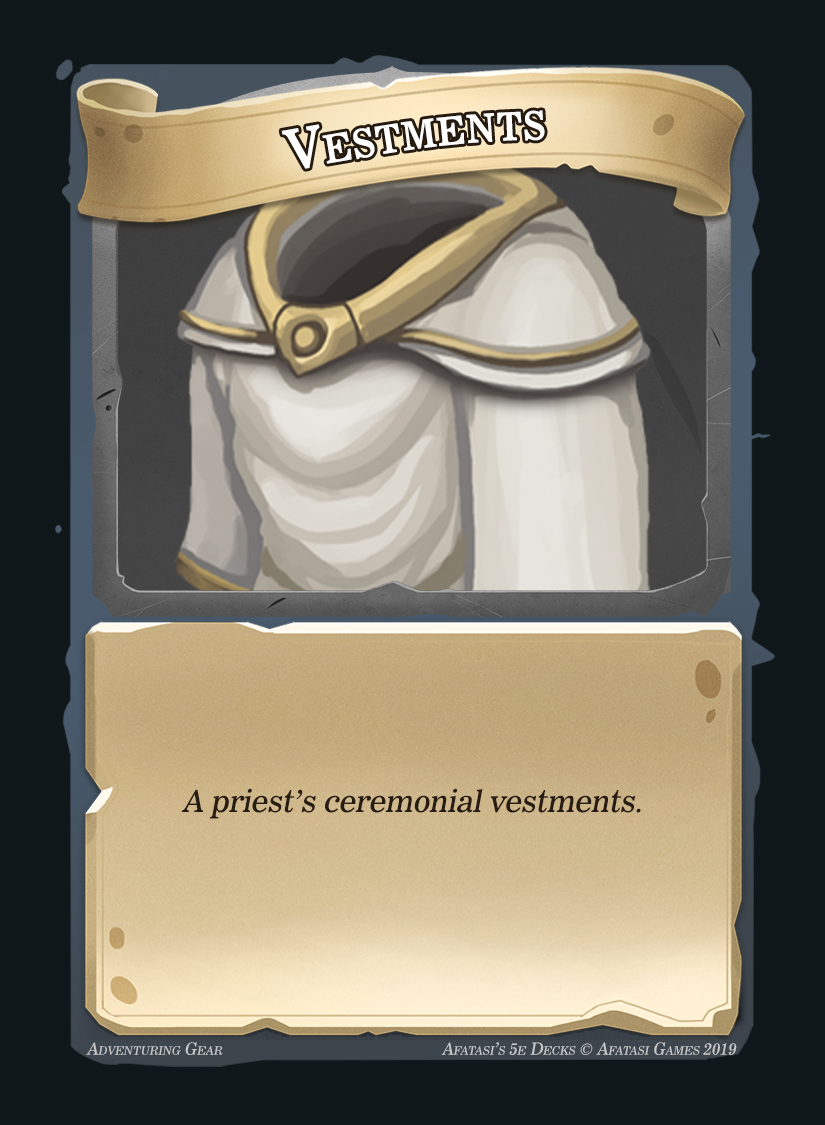 Vestments
A priest’s ceremonial vestments.
Adventuring Gear
Afatasi’s 5e Decks © Afatasi Games 2019